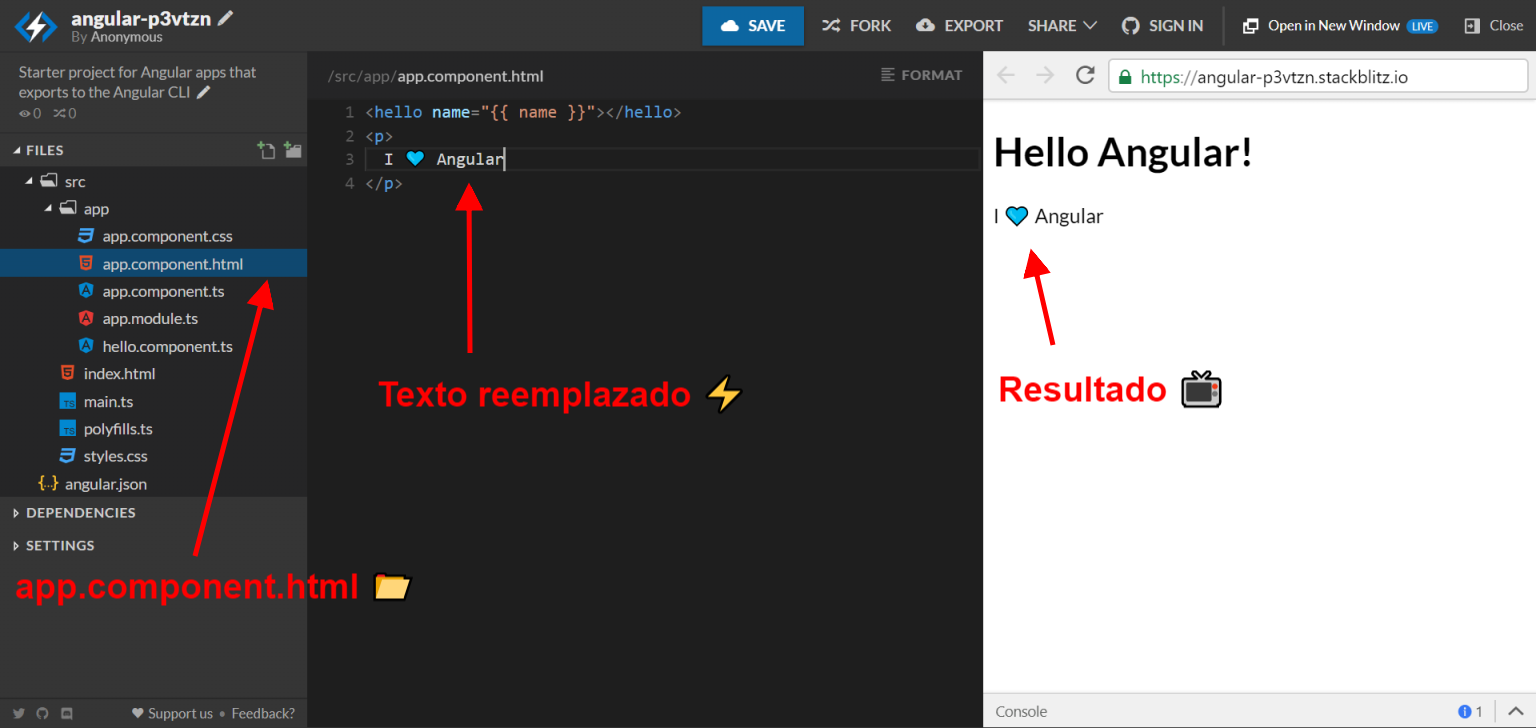 angular-p3vtzn
By Anonymous
SAVE
FORK
EXPORT
SHARE
SIGN IN
Open in New Window LIVE
Close
Starter project for Angular apps that
exports to the Angular CLI
0 0
FILES
src
app
app.component.css
app.component.html
app.component.ts
app.module.ts
hello.component.ts
index.html
main.ts
polyfills.ts
styles.css
{..} angular.json
DEPENDENCIES
SETTINGS
app.component.html 📂
Support us • Feedback?
/src/app/app.component.html
FORMAT
1 <hello name="{{ name }}"></hello>
2 <p>
3 I 💙 Angular
4 </p>
Texto reemplazado ⚡
https://angular-p3vtzn.stackblitz.io
Hello Angular!
I 💙 Angular
Resultado 📺
Console
1